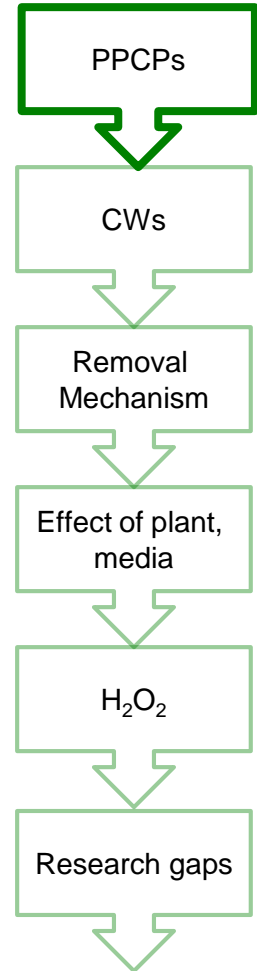 PPCPs
CWs
Removal
Mechanism
Effect of plant,
media
H₂O₂
Research gaps